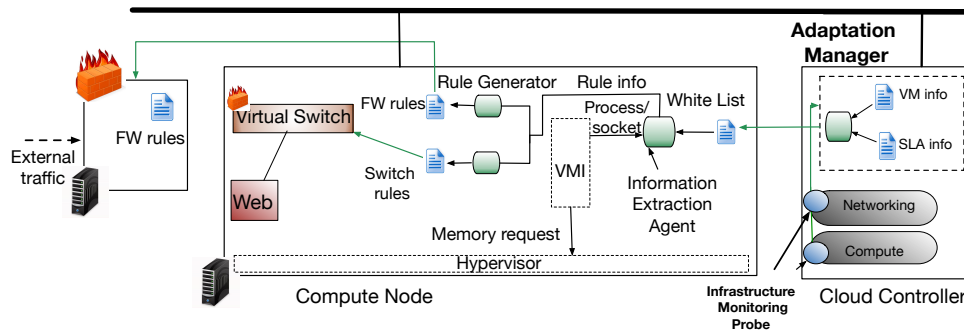 Adaptation
Manager
FW rules
External
traffic
Rule Generator
Rule info
FW rules
Process/
socket
White List
Virtual Switch
Switch
rules
Web
VMI
Information
Extraction
Agent
Memory request
Hypervisor
Compute Node
VM info
SLA info
Networking
Compute
Infrastructure
Monitoring
Probe
Cloud Controller